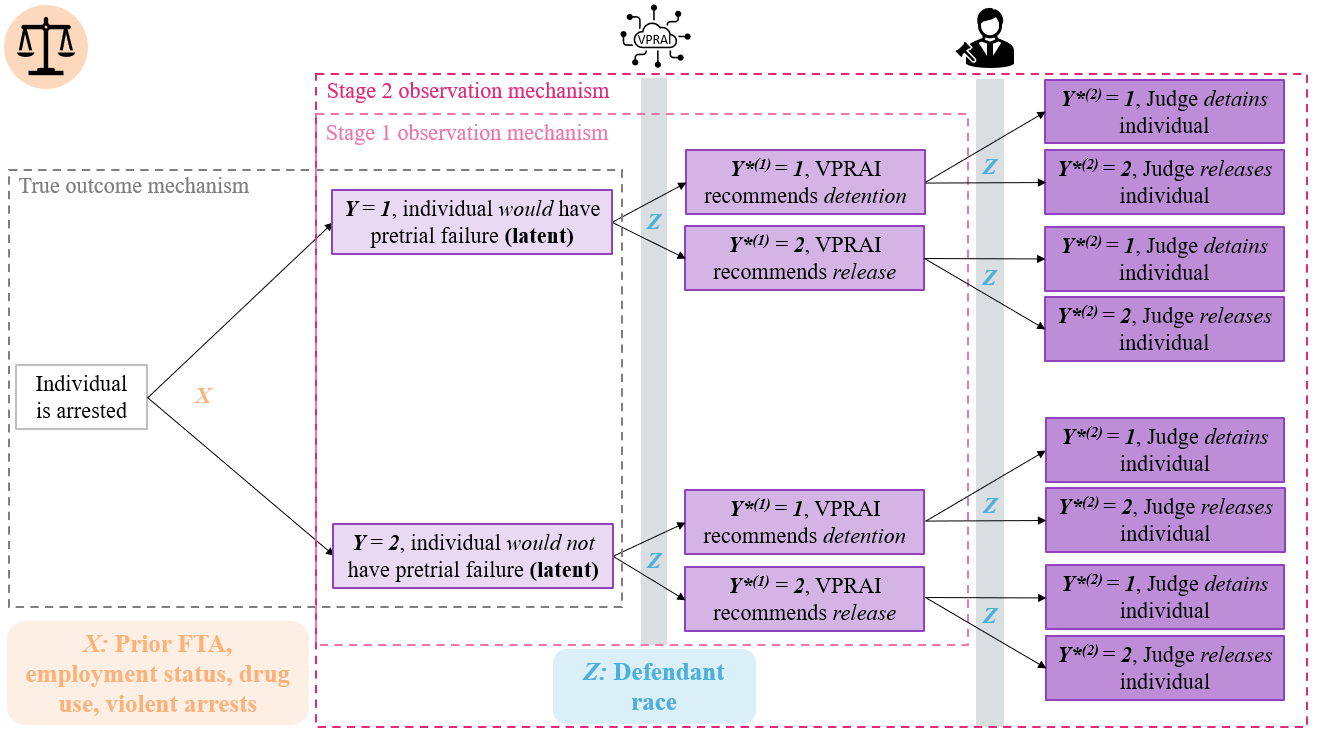 VPRAI
Stage 2 observation mechanism
Stage 1 observation mechanism
True outcome mechanism
Individual
is arrested
X
Y = 1, individual would have
pretrial failure (latent)
Y = 2, individual would not
have pretrial failure (latent)
Z
Y*(1) = 1, VPRAI
recommends detention
Y*(1) = 2, VPRAI
recommends release
Z
Y*(1) = 1, VPRAI
recommends detention
Y*(1) = 2, VPRAI
recommends release
Z
Y*(2) = 1, Judge detains
individual
Y*(2) = 2, Judge releases
individual
Z
Y*(2) = 1, Judge detains
individual
Y*(2) = 2, Judge releases
individual
Z
Y*(2) = 1, Judge detains
individual
Y*(2) = 2, Judge releases
individual
Z
Y*(2) = 1, Judge detains
individual
Y*(2) = 2, Judge releases
individual
X: Prior FTA,
employment status, drug
use, violent arrests
Z: Defendant
race